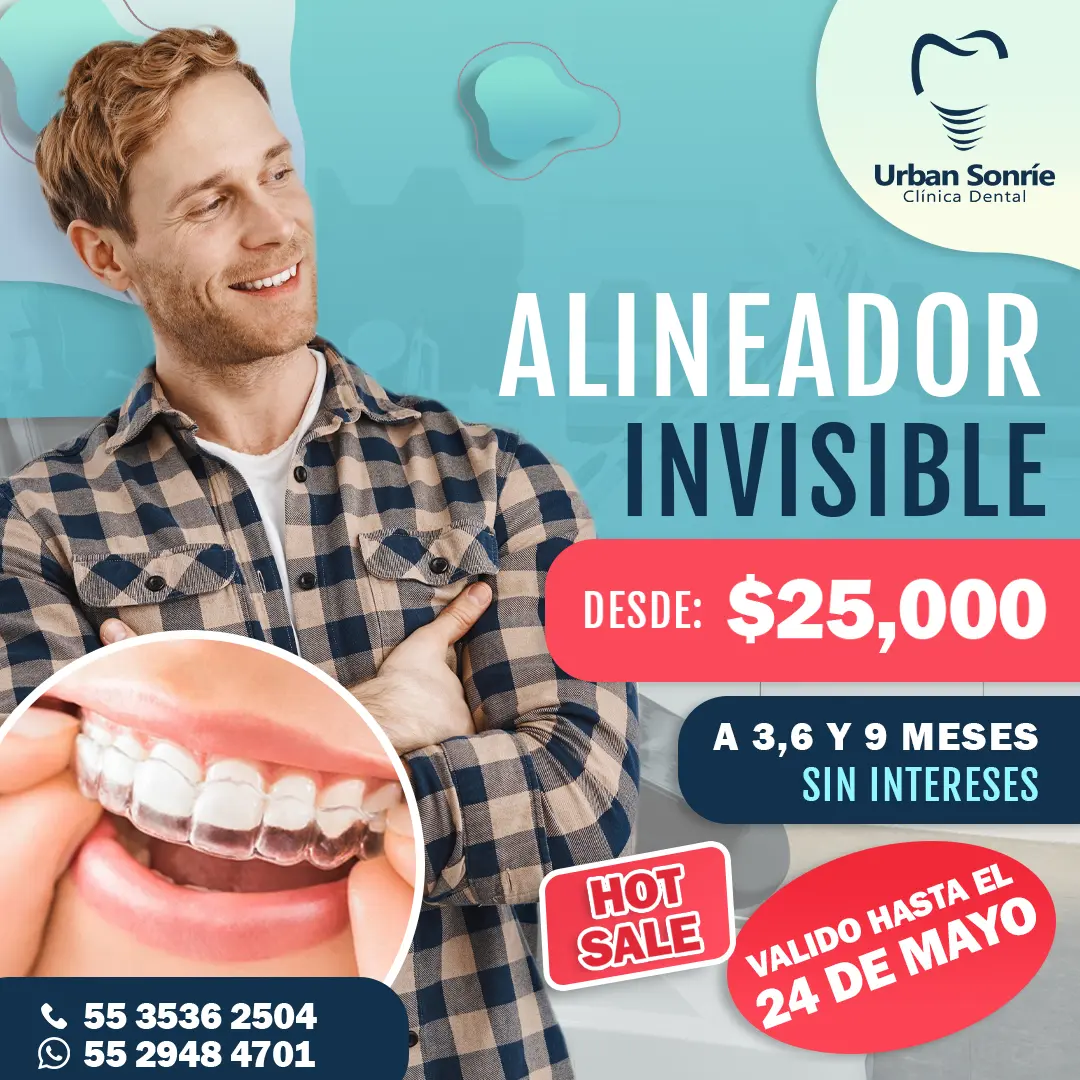 Urban Sonríe
Clínica Dental
ALINEADOR
INVISIBLE
DESDE: $25,000
A 3,6 Y 9 MESES
SIN INTERESES
HOT
SALE
VALIDO HASTA EL
24 DE MAYO
55 3536 2504
55 2948 4701